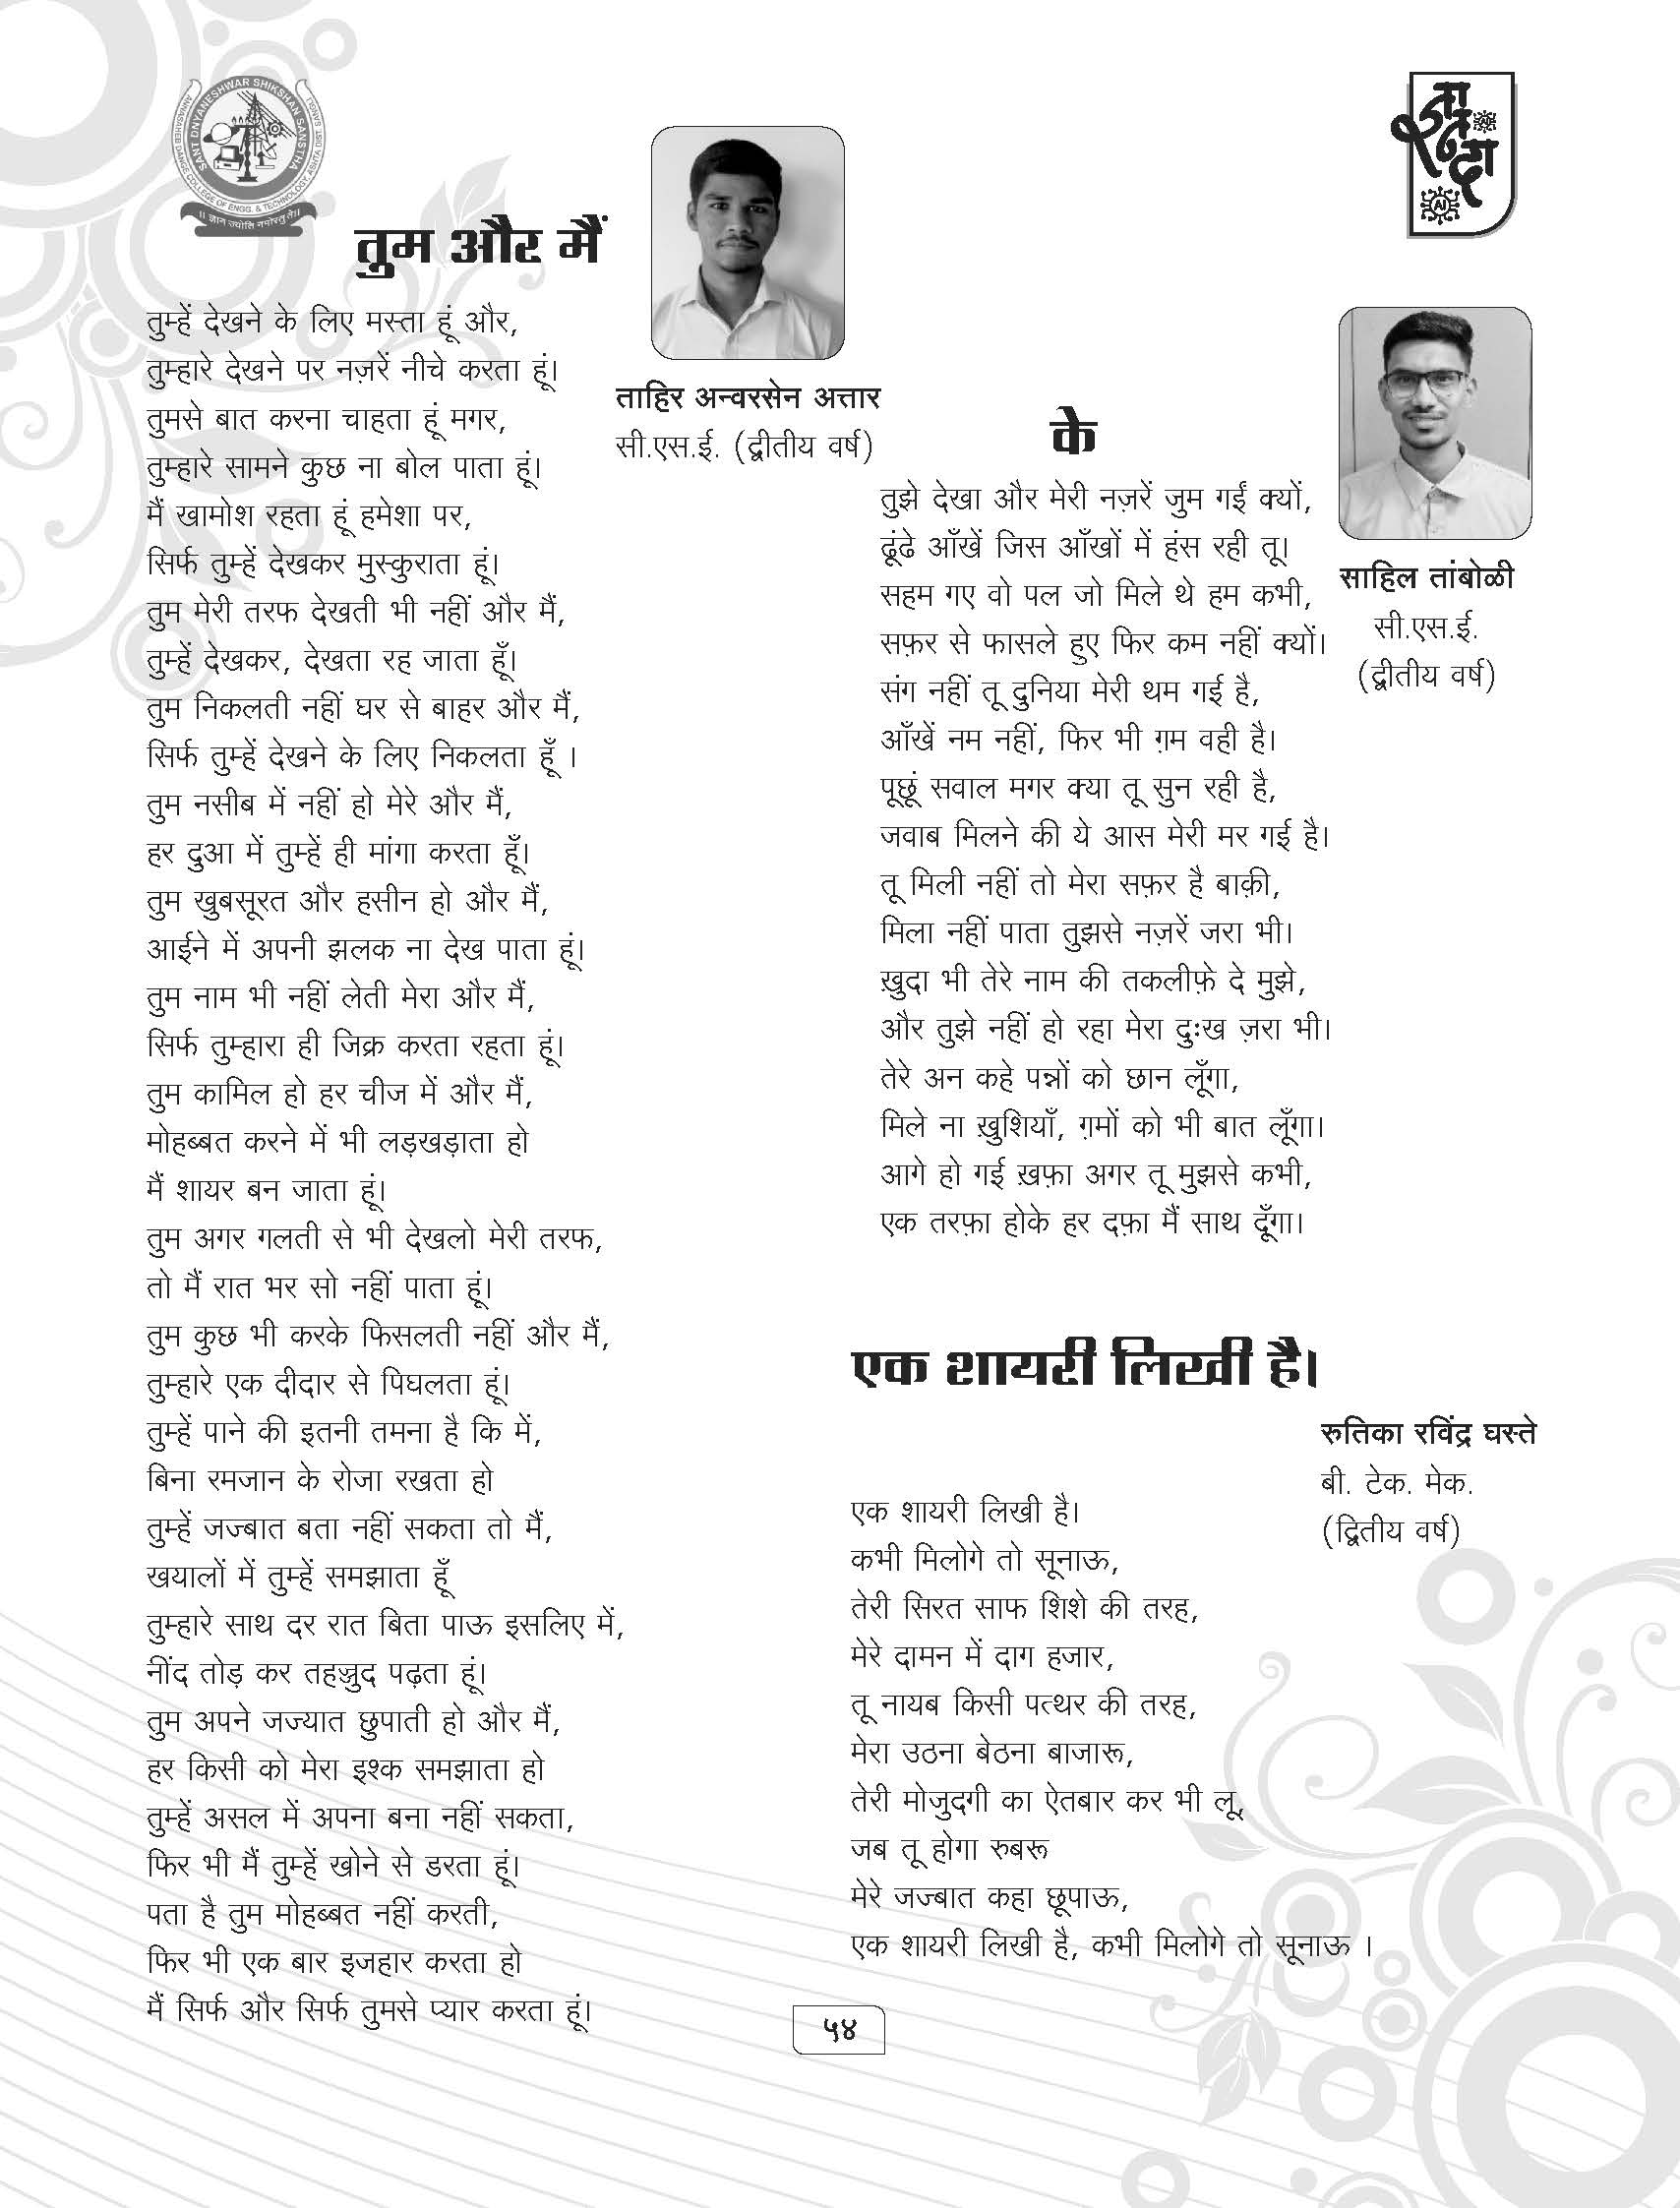 SANT DNYANESHWAR SHIKSHAN SANSTHA
ANNASAHEB DANGE COLLEGE OF ENGG. & TECHNOLOGY, ASHTA DIST. SANGLI
AI
AI
तुम और मैं
तुम्हें देखने के लिए मस्ता हूं और,
तुम्हारे देखने पर नज़रें नीचे करता हूं।
तुमसे बात करना चाहता हूं मगर,
तुम्हारे सामने कुछ ना बोल पाता हूं।
मैं खामोश रहता हूं हमेशा पर,
सिर्फ तुम्हें देखकर मुस्कुराता हूं।
तुम मेरी तरफ देखती भी नहीं और मैं,
तुम्हें देखकर, देखता रह जाता हूँ।
तुम निकलती नहीं घर से बाहर और मैं,
सिर्फ तुम्हें देखने के लिए निकलता हूँ ।
तुम नसीब में नहीं हो मेरे और मैं,
हर दुआ में तुम्हें ही मांगा करता हूँ।
तुम खुबसूरत और हसीन हो और मैं,
आईने में अपनी झलक ना देख पाता हूं।
तुम नाम भी नहीं लेती मेरा और मैं,
सिर्फ तुम्हारा ही जिक्र करता रहता हूं।
तुम कामिल हो हर चीज में और मैं,
मोहब्बत करने में भी लड़खड़ाता हो
मैं शायर बन जाता हूं।
तुम अगर गलती से भी देखलो मेरी तरफ,
तो मैं रात भर सो नहीं पाता हूं।
तुम कुछ भी करके फिसलती नहीं और मैं,
तुम्हारे एक दीदार से पिघलता हूं।
तुम्हें पाने की इतनी तमना है कि में,
बिना रमजान के रोजा रखता हो
तुम्हें जज्बात बता नहीं सकता तो मैं,
खयालों में तुम्हें समझाता हूँ
तुम्हारे साथ दर रात बिता पाऊ इसलिए में,
नींद तोड़ कर तहज्जुद पढ़ता हूं।
तुम अपने जज्यात छुपाती हो और मैं,
हर किसी को मेरा इश्क समझाता हो
तुम्हें असल में अपना बना नहीं सकता,
फिर भी मैं तुम्हें खोने से डरता हूं।
पता है तुम मोहब्बत नहीं करती,
फिर भी एक बार इजहार करता हो
मैं सिर्फ और सिर्फ तुमसे प्यार करता हूं।
ताहिर अन्वरसेन अत्तार
सी.एस.ई. (द्वीतीय वर्ष)
के
तुझे देखा और मेरी नज़रें जुम गईं क्यों,
ढूंढे आँखें जिस आँखों में हंस रही तू।
सहम गए वो पल जो मिले थे हम कभी,
सफ़र से फासले हुए फिर कम नहीं क्यों।
संग नहीं तू दुनिया मेरी थम गई है,
आँखें नम नहीं, फिर भी ग़म वही है।
पूछूं सवाल मगर क्या तू सुन रही है,
जवाब मिलने की ये आस मेरी मर गई है।
तू मिली नहीं तो मेरा सफ़र है बाक़ी,
मिला नहीं पाता तुझसे नज़रें जरा भी।
ख़ुदा भी तेरे नाम की तकलीफ़े दे मुझे,
और तुझे नहीं हो रहा मेरा दुःख ज़रा भी।
तेरे अन कहे पन्नों को छान लूँगा,
मिले ना ख़ुशियाँ, ग़मों को भी बात लूँगा।
आगे हो गई ख़फ़ा अगर तू मुझसे कभी,
एक तरफ़ा होके हर दफ़ा मैं साथ दूँगा।
साहिल तांबोळी
सी.एस.ई.
(द्वीतीय वर्ष)
एक शायरी लिखी है।
रुतिका रविंद्र घस्ते
बी. टेक. मेक.
(द्वितीय वर्ष)
एक शायरी लिखी है।
कभी मिलोगे तो सूनाऊ,
तेरी सिरत साफ शिशे की तरह,
मेरे दामन में दाग हजार,
तू नायब किसी पत्थर की तरह,
मेरा उठना बेठना बाजारू,
तेरी मोजुदगी का ऐतबार कर भी लू,
जब तू होगा रुबरू
मेरे जज्बात कहा छूपाऊ,
एक शायरी लिखी है, कभी मिलोगे तो सूनाऊ ।
५४